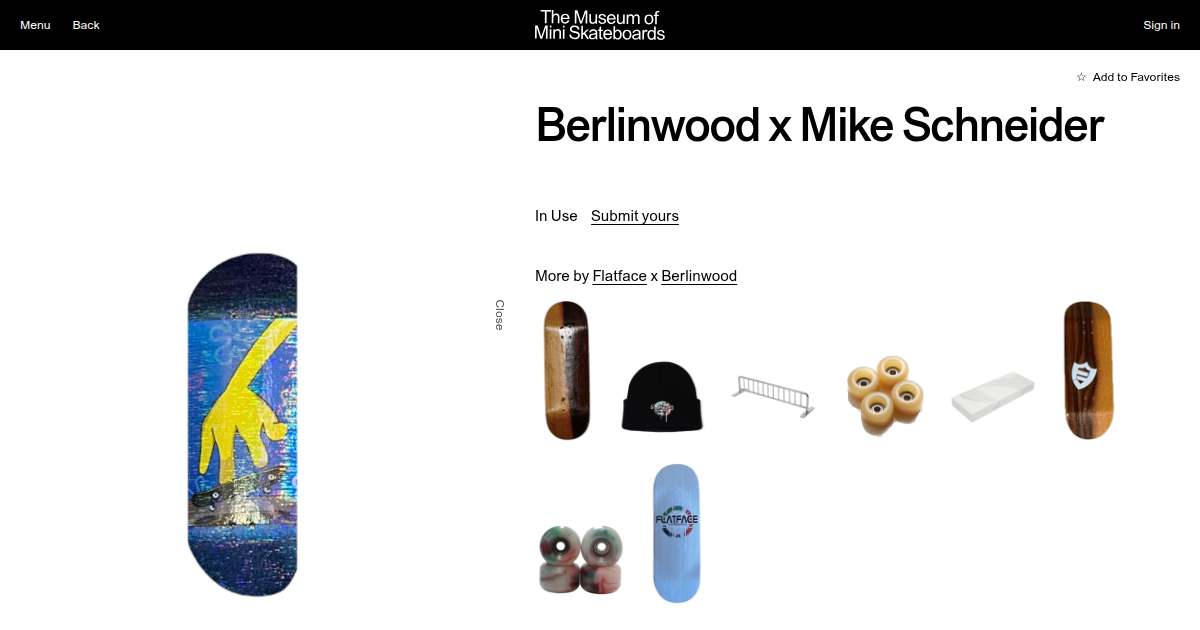 Menu
Back
The Museum of
Mini Skateboards
Sign in
☆ Add to Favorites
Berlinwood x Mike Schneider
In Use
Submit yours
More by Flatface x Berlinwood
Close
FLATFACE